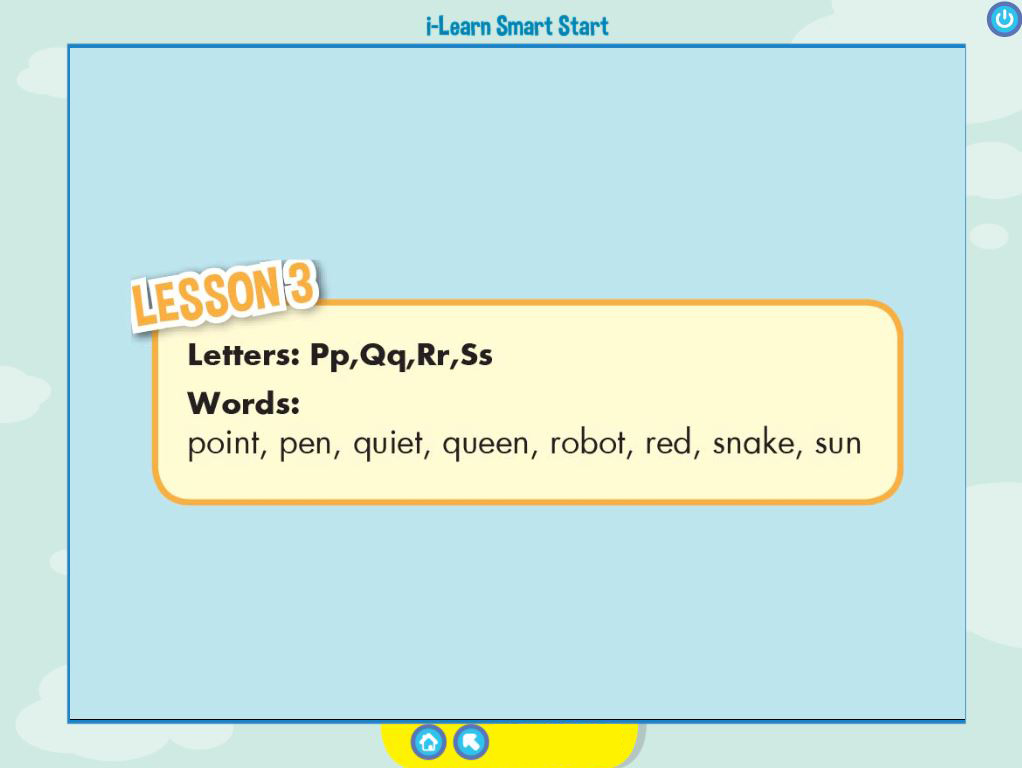 i-Learn Smart Start
LESSON 3
Letters: Pp,Qq,Rr,Ss
Words:
point, pen, quiet, queen, robot, red, snake, sun